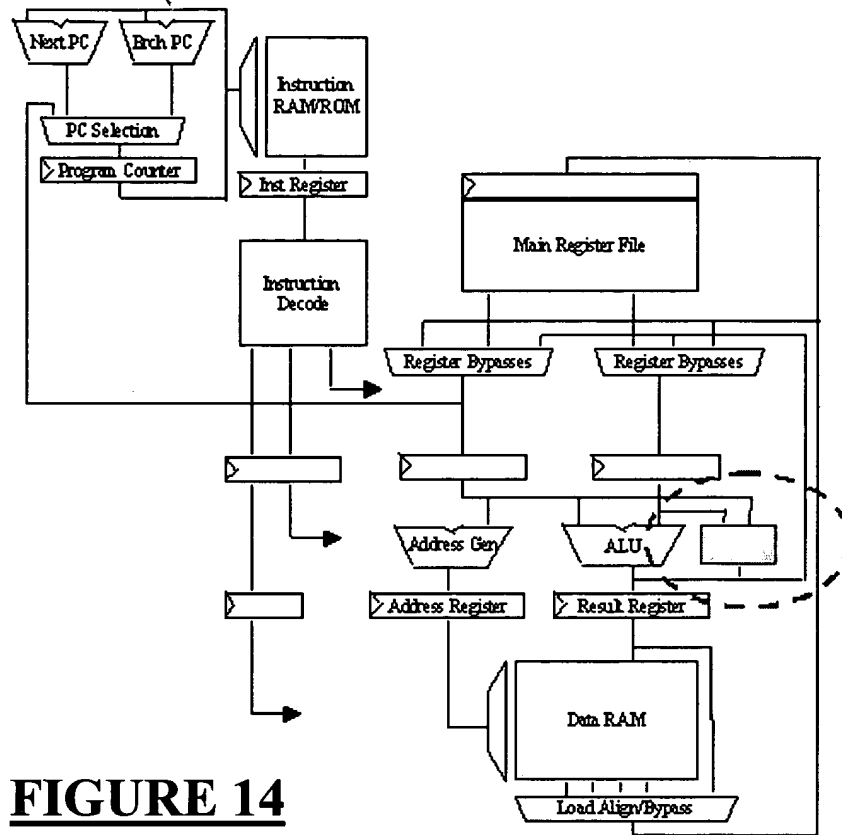 Next PC
Brch PC
Instruction
RAM/ROM
PC Selection
Program Counter
Inst Register
Main Register File
Instruction
Decode
Register Bypasses
Register Bypasses
Address Gen
ALU
Address Register
Result Register
Data RAM
Load Align/Bypass
FIGURE 14